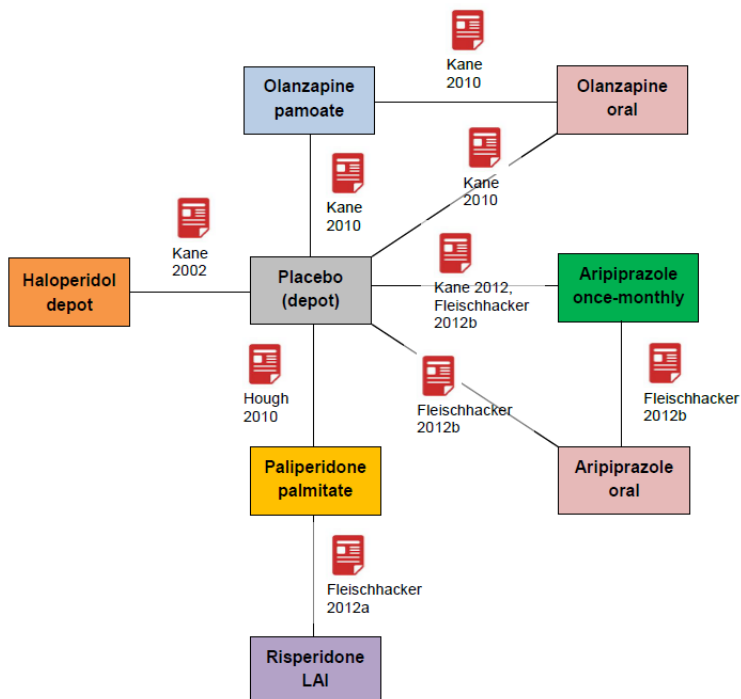 Kane
2010
Olanzapine
pamoate
Olanzapine
oral
Kane
2010
Kane
2010
Kane
2002
Haloperidol
depot
Placebo
(depot)
Kane 2012,
Fleischhacker
2012b
Aripiprazole
once-monthly
Hough
2010
Fleischhacker
2012b
Fleischhacker
2012b
Paliperidone
palmitate
Aripiprazole
oral
Fleischhacker
2012a
Risperidone
LAI